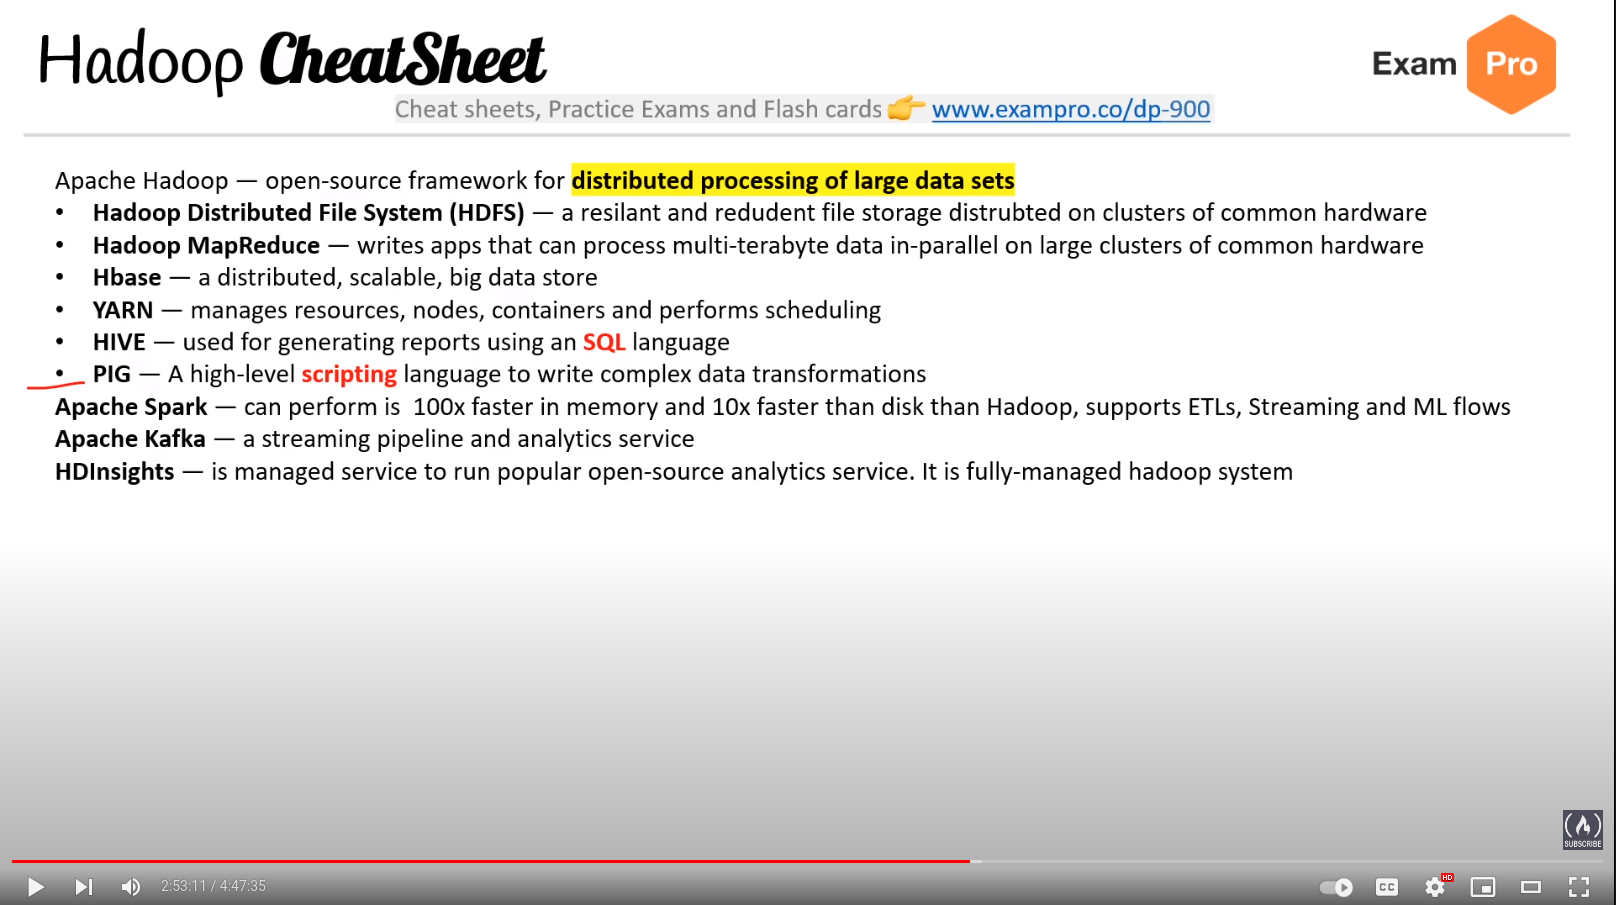 Hadoop CheatSheet
Exam Pro
Cheat sheets, Practice Exams and Flash cards 👉 www.exampro.co/dp-900
Apache Hadoop — open-source framework for distributed processing of large data sets
• Hadoop Distributed File System (HDFS) — a resilant and redudent file storage distrubted on clusters of common hardware
• Hadoop MapReduce — writes apps that can process multi-terabyte data in-parallel on large clusters of common hardware
• Hbase — a distributed, scalable, big data store
• YARN — manages resources, nodes, containers and performs scheduling
• HIVE — used for generating reports using an SQL language
• PIG — A high-level scripting language to write complex data transformations
Apache Spark — can perform is 100x faster in memory and 10x faster than disk than Hadoop, supports ETLs, Streaming and ML flows
Apache Kafka — a streaming pipeline and analytics service
HDInsights — is managed service to run popular open-source analytics service. It is fully-managed hadoop system
SUBSCRIBE
2:53:11 / 4:47:35
CC
HD